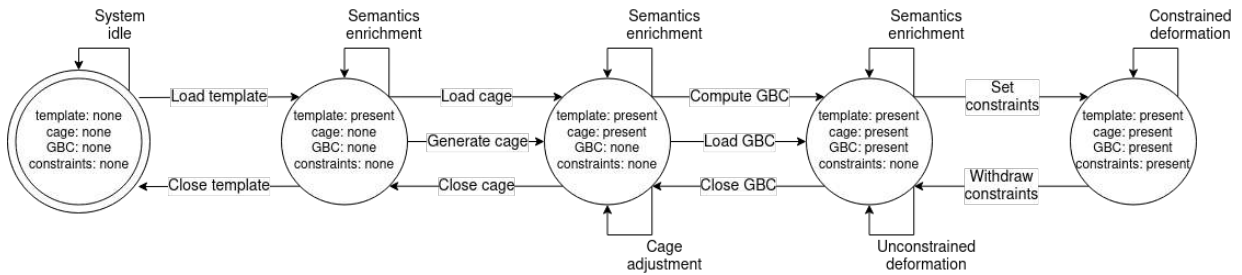 System
idle
Semantics
enrichment
Semantics
enrichment
Semantics
enrichment
Constrained
deformation
template: none
cage: none
GBC: none
constraints: none
Load template
Close template
template: present
cage: none
GBC: none
constraints: none
Load cage
Generate cage
Close cage
template: present
cage: present
GBC: none
constraints: none
Compute GBC
Load GBC
Close GBC
template: present
cage: present
GBC: present
constraints: none
Set
constraints
Withdraw
constraints
template: present
cage: present
GBC: present
constraints: present
Cage
adjustment
Unconstrained
deformation